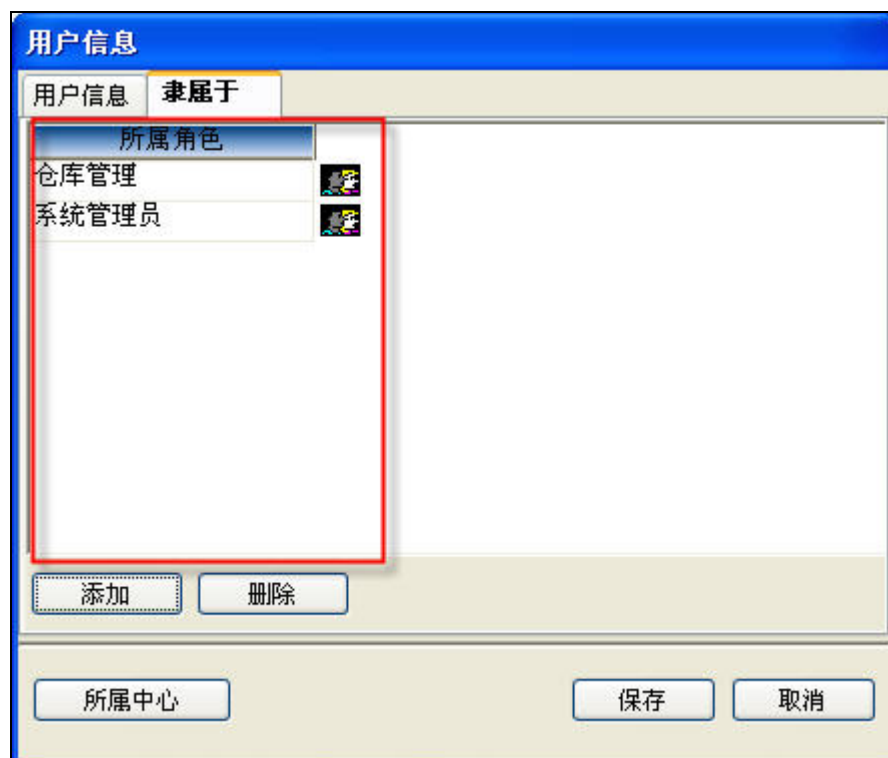 用户信息
用户信息 隶属于
所属角色
仓库管理
系统管理员
添加 删除
所属中心 保存 取消